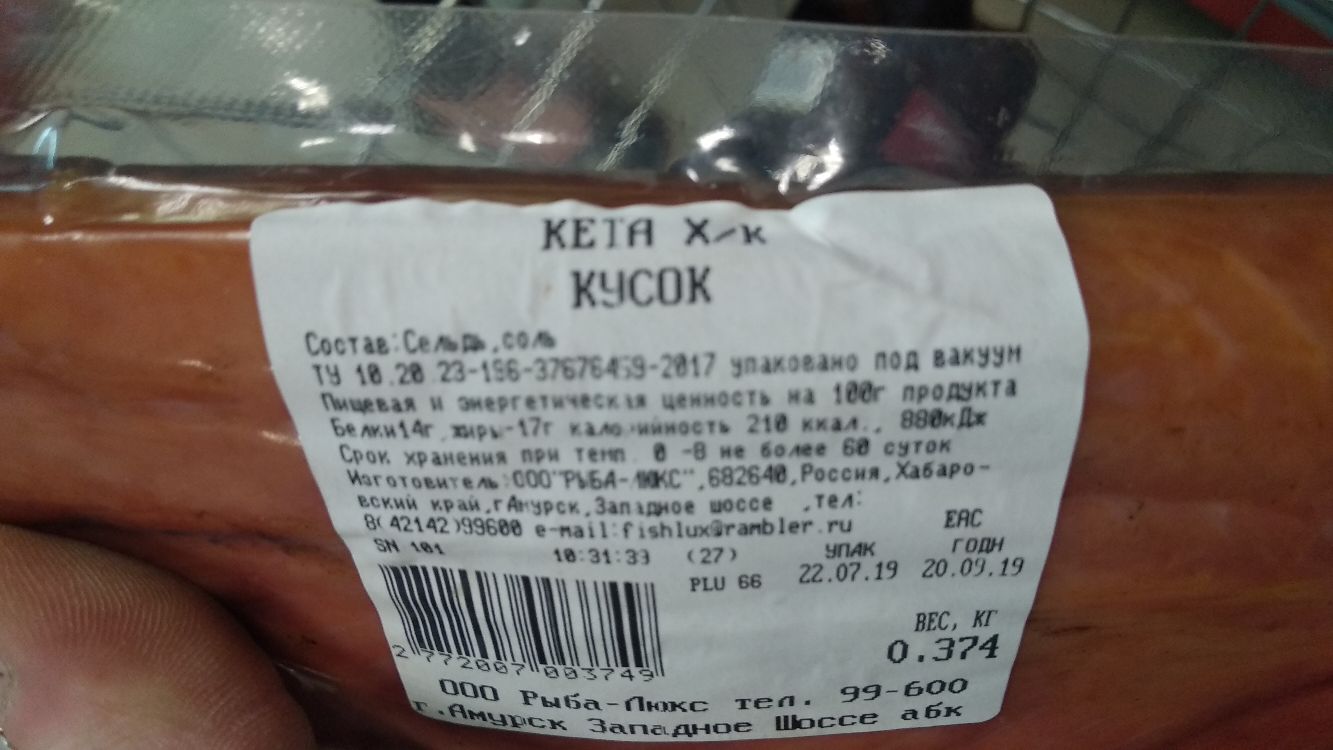 КЕТА Х/к
КУСОК
Состав:Сельдь,соль
ТУ 10.20.23-196-37676459-2017 упаковано под вакуум
Пищевая и энергетическая ценность на 100г продукта
Белки14г,жиры-17г калорийность 210 ккал., 880кДж
Срок хранения при темп. 0 -8 не более 60 суток
Изготовитель:ООО"РЫБА-ЛЮКС",682640,Россия,Хабаро-
вский край,гАмурск,Западное шоссе ,тел:
8(42142)99600 e-mail:fishlux@rambler.ru
EAC
SN 101 10:31:39 (27) УПАК ГОДН
PLU 66 22.07.19 20.09.19
ВЕС, КГ
0.374
2 772007 003749
ООО Рыба-Люкс тел. 99-600
г.Амурск Западное Шоссе абк